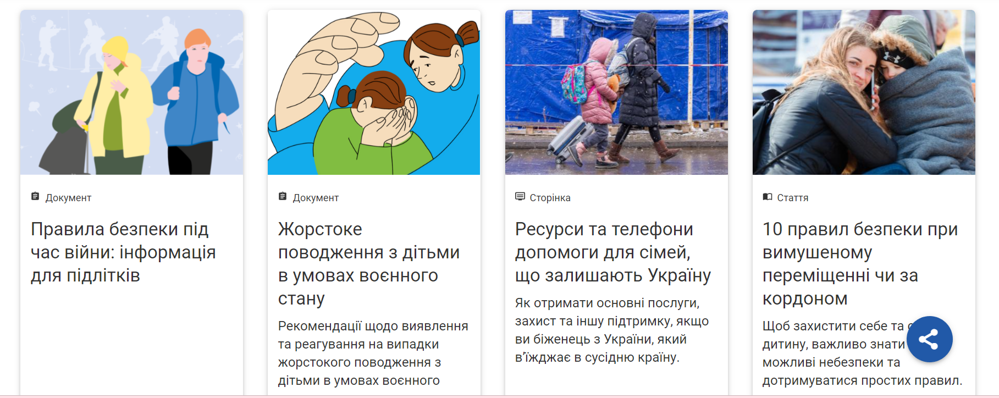 Документ
Правила безпеки під
час війни: інформація
для підлітків
Документ
Жорстоке
поводження з дітьми
в умовах воєнного
стану
Рекомендації щодо виявлення
та реагування на випадки
жорстокого поводження з
дітьми в умовах воєнного
Сторінка
Ресурси та телефони
допомоги для сімей,
що залишають Україну
Як отримати основні послуги,
захист та іншу підтримку, якщо
ви біженець з України, який
в’їжджає в сусідню країну.
Стаття
10 правил безпеки при
вимушеному
переміщенні чи за
кордоном
Щоб захистити себе та
дитину, важливо знати
можливі небезпеки та
дотримуватися простих правил.